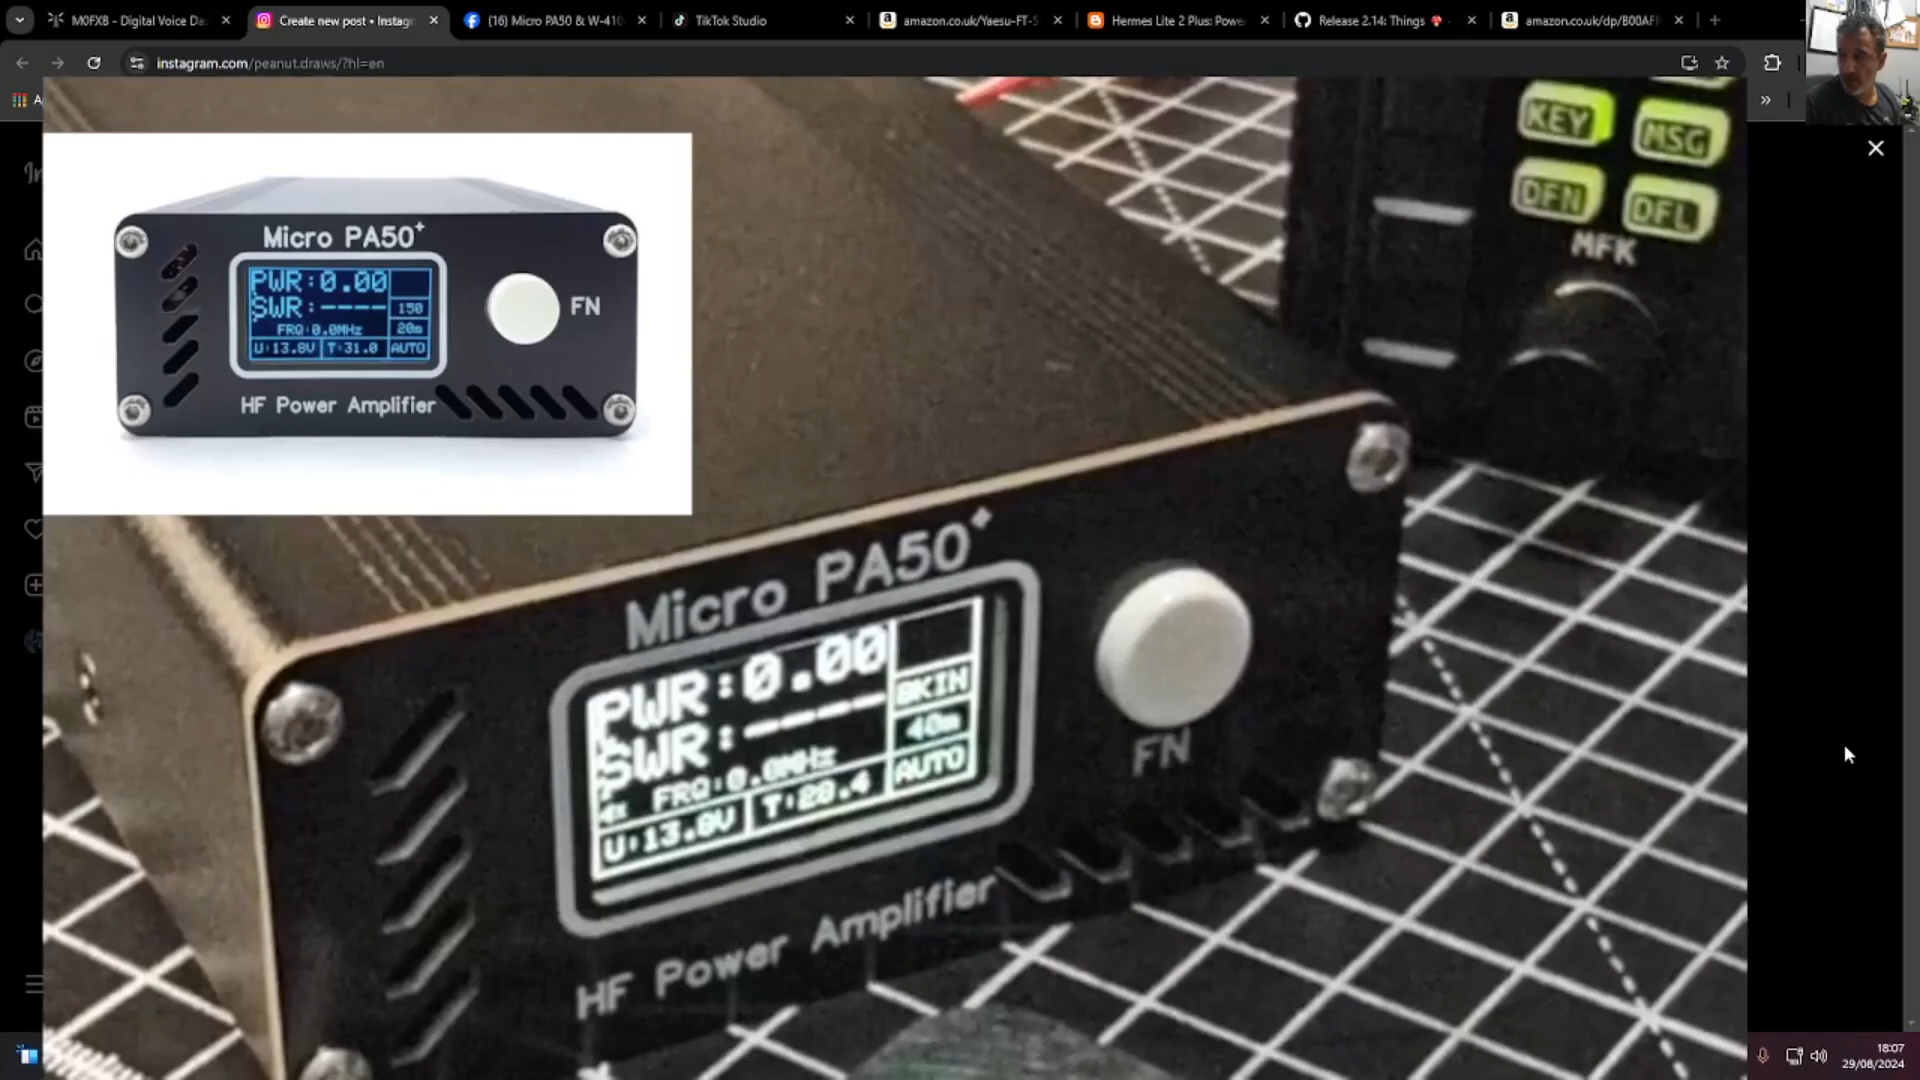 M0FXB - Digital Voice Da
Create new post • Instag
(16) Micro PA50 & W-410
TikTok Studio
amazon.co.uk/Yaesu-FT-5
Hermes Lite 2 Plus: Powe
Release 2.14: Things
amazon.co.uk/dp/B00AF
instagram.com/peanut.draws/?hl=en
Micro PA50+
PWR:0.00
SWR:----
150
FRQ:0.0MHz
20m
U:13.8V
T:31.0
AUTO
FN
HF Power Amplifier
KEY
MSG
DFN
DFL
MFK
Micro PA50+
PWR:0.00
SWR:----
40m
FRQ:0.0MHz
AUTO
U:13.8V
T:28.4
FN
HF Power Amplifier
18:07
29/08/2024